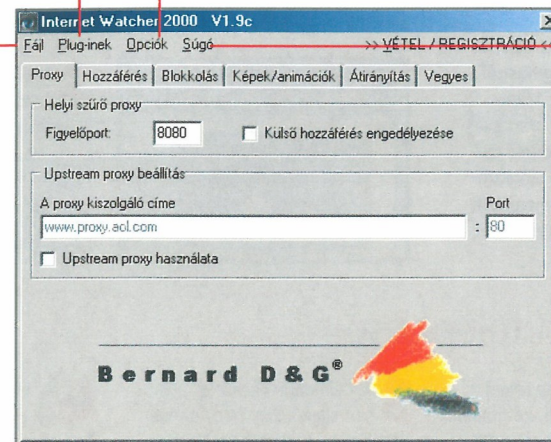 Internet Watcher 2000 V1.9c
Fájl Plug-inek Opciók Súgó >> VÉTEL / REGISZTRÁCIÓ <
Proxy Hozzáférés Blokkolás Képek/animációk Átirányítás Vegyes
Helyi szűrő proxy
Figyelőport: 8080 Külső hozzáférés engedélyezése
Upstream proxy beállítás
A proxy kiszolgáló címe Port
www.proxy.aol.com : 80
Upstream proxy használata
Bernard D&G®